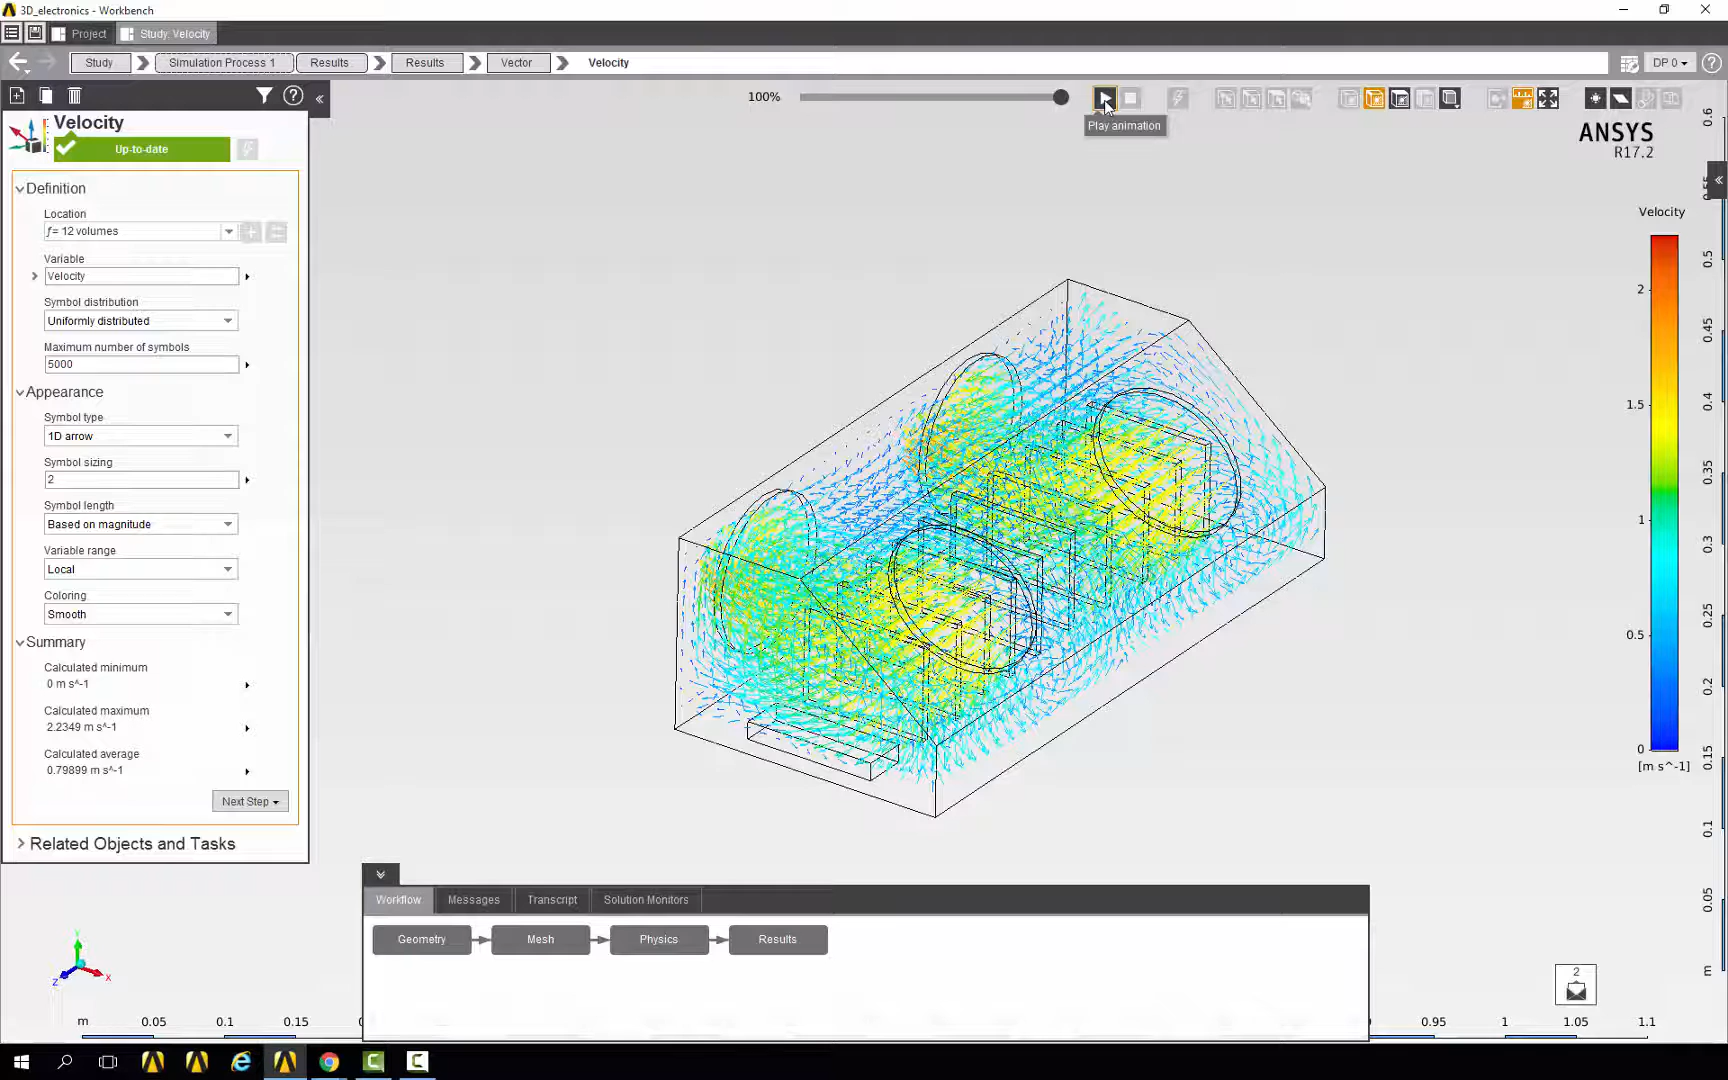 3D_electronics - Workbench
Project
Study: Velocity
Study
Simulation Process 1
Results
Results
Vector
Velocity
DP 0
100%
Play animation
ANSYS
R17.2
Velocity
Up-to-date
Definition
Location
ƒ= 12 volumes
Variable
Velocity
Symbol distribution
Uniformly distributed
Maximum number of symbols
5000
Appearance
Symbol type
1D arrow
Symbol sizing
2
Symbol length
Based on magnitude
Variable range
Local
Coloring
Smooth
Summary
Calculated minimum
0 m s^-1
Calculated maximum
2.2349 m s^-1
Calculated average
0.79899 m s^-1
Next Step
Related Objects and Tasks
Velocity
2
1.5
1
0.5
0
[m s^-1]
0.6
0.5
0.45
0.4
0.35
0.3
0.25
0.2
0.15
0.1
0.05
m
Workflow
Messages
Transcript
Solution Monitors
Geometry
Mesh
Physics
Results
2
Y
X
Z
m
0.05
0.1
0.15
0.95
1
1.05
1.1